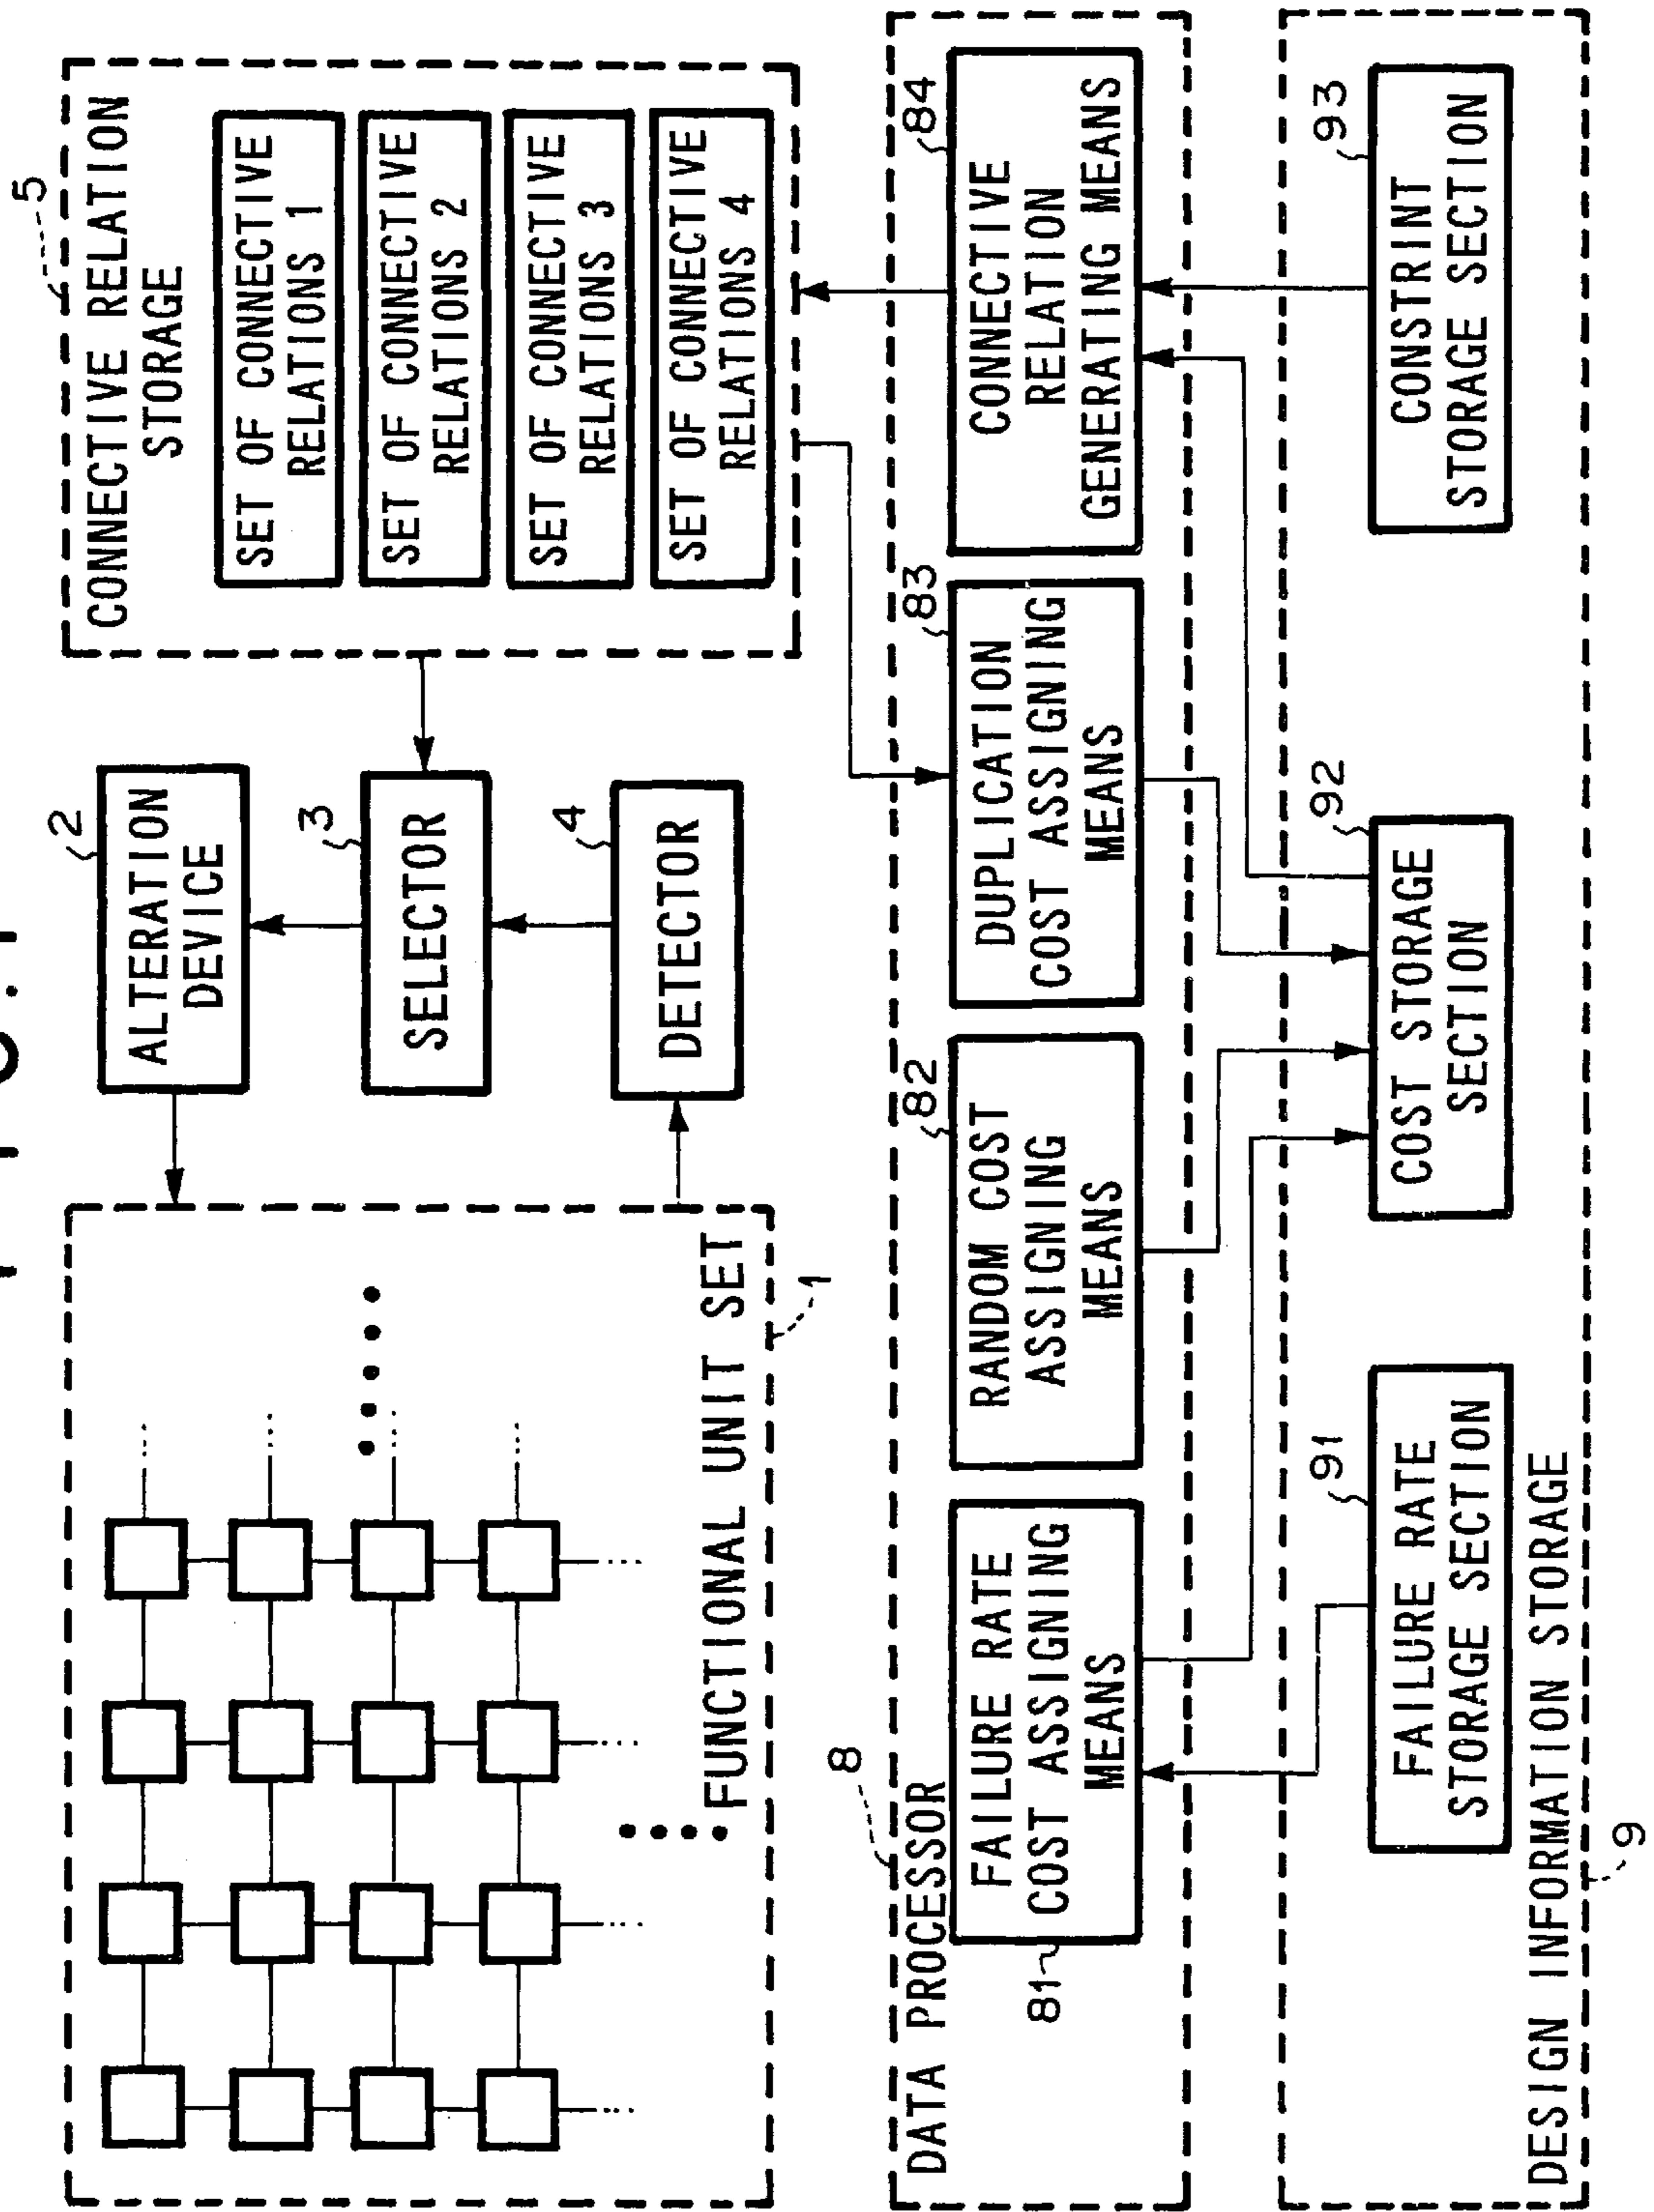 FIG. 1
FUNCTIONAL UNIT SET
1
ALTERATION
DEVICE
2
SELECTOR
3
DETECTOR
4
5
CONNECTIVE RELATION
STORAGE
SET OF CONNECTIVE
RELATIONS 1
SET OF CONNECTIVE
RELATIONS 2
SET OF CONNECTIVE
RELATIONS 3
SET OF CONNECTIVE
RELATIONS 4
8
DATA PROCESSOR
81
FAILURE RATE
COST ASSIGNING
MEANS
82
RANDOM COST
ASSIGNING
MEANS
83
DUPLICATION
COST ASSIGNING
MEANS
84
CONNECTIVE
RELATION
GENERATING MEANS
91
FAILURE RATE
STORAGE SECTION
92
COST STORAGE
SECTION
93
CONSTRINT
STORAGE SECTION
DESIGN INFORMATION STORAGE
9